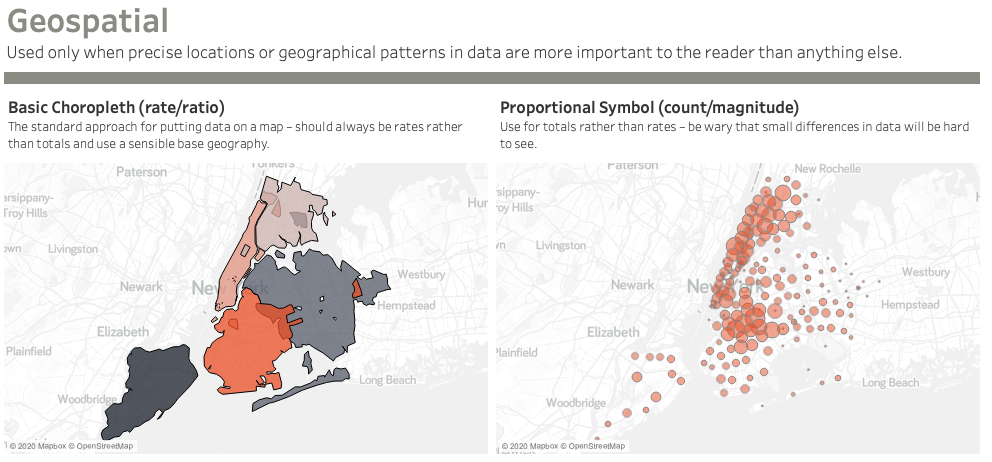 Geospatial
Used only when precise locations or geographical patterns in data are more important to the reader than anything else.
Basic Choropleth (rate/ratio)
The standard approach for putting data on a map – should always be rates rather
than totals and use a sensible base geography.
Proportional Symbol (count/magnitude)
Use for totals rather than rates – be wary that small differences in data will be hard
to see.
Yonkers
Paterson
arsippany-
Troy Hills
Hu
own
Livingston
Newark
New
Westbury
Hempstead
Elizabeth
Plainfield
Long Beach
Woodbridge
© 2020 Mapbox © OpenStreetMap
Paterson
New Rochelle
rsippany-
roy Hills
n
Livingston
Newark
New York
Westbury
Hempstead
Elizabeth
Plainfield
Long Beach
Woodbridge
© 2020 Mapbox © OpenStreetMap